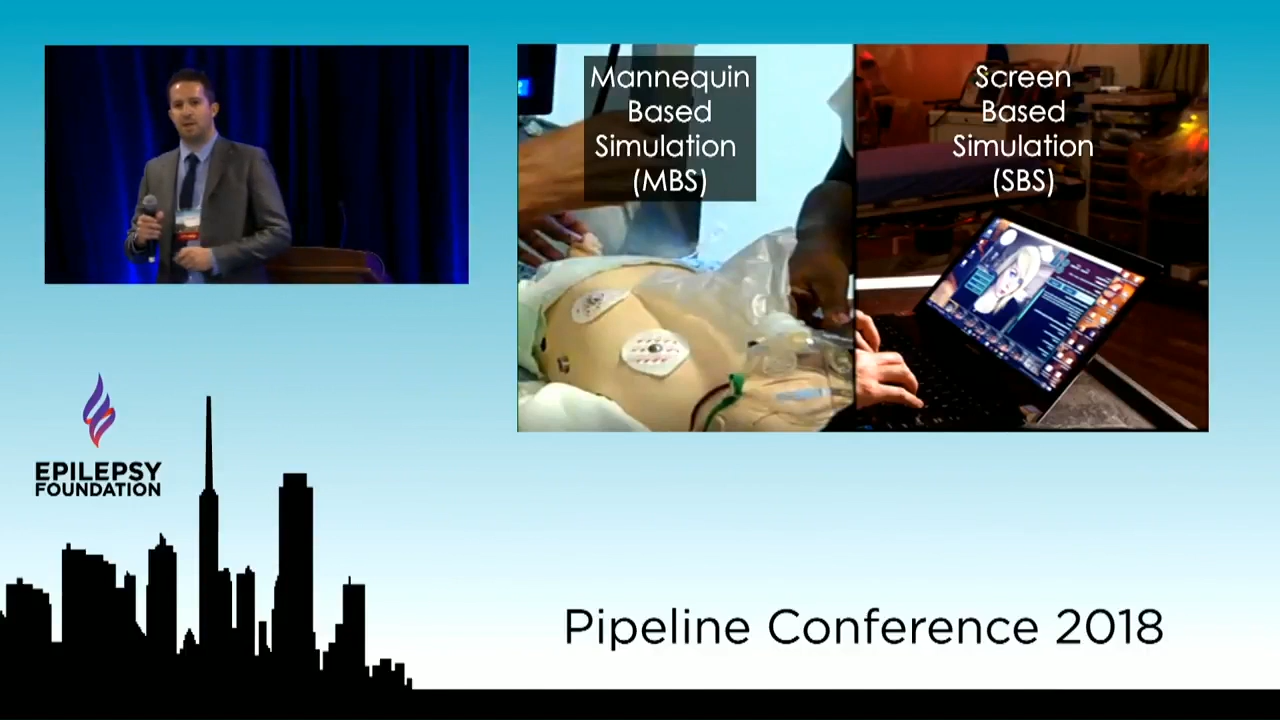 Mannequin
Based
Simulation
(MBS)
Screen
Based
Simulation
(SBS)
EPILEPSY
FOUNDATION
Pipeline Conference 2018